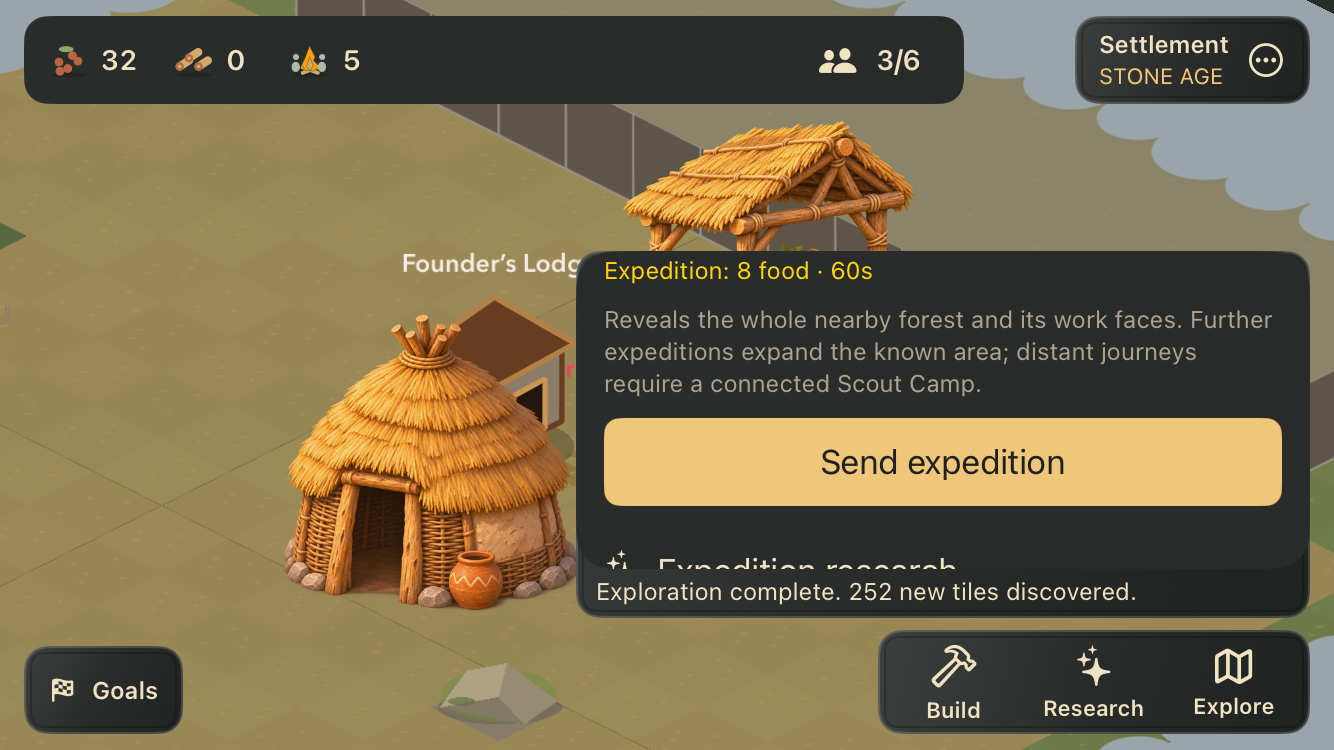 32
0
5
3/6
Settlement
STONE AGE
Founder’s Lodg
Expedition: 8 food · 60s
Reveals the whole nearby forest and its work faces. Further
expeditions expand the known area; distant journeys
require a connected Scout Camp.
Send expedition
Expedition research
Exploration complete. 252 new tiles discovered.
Goals
Build
Research
Explore